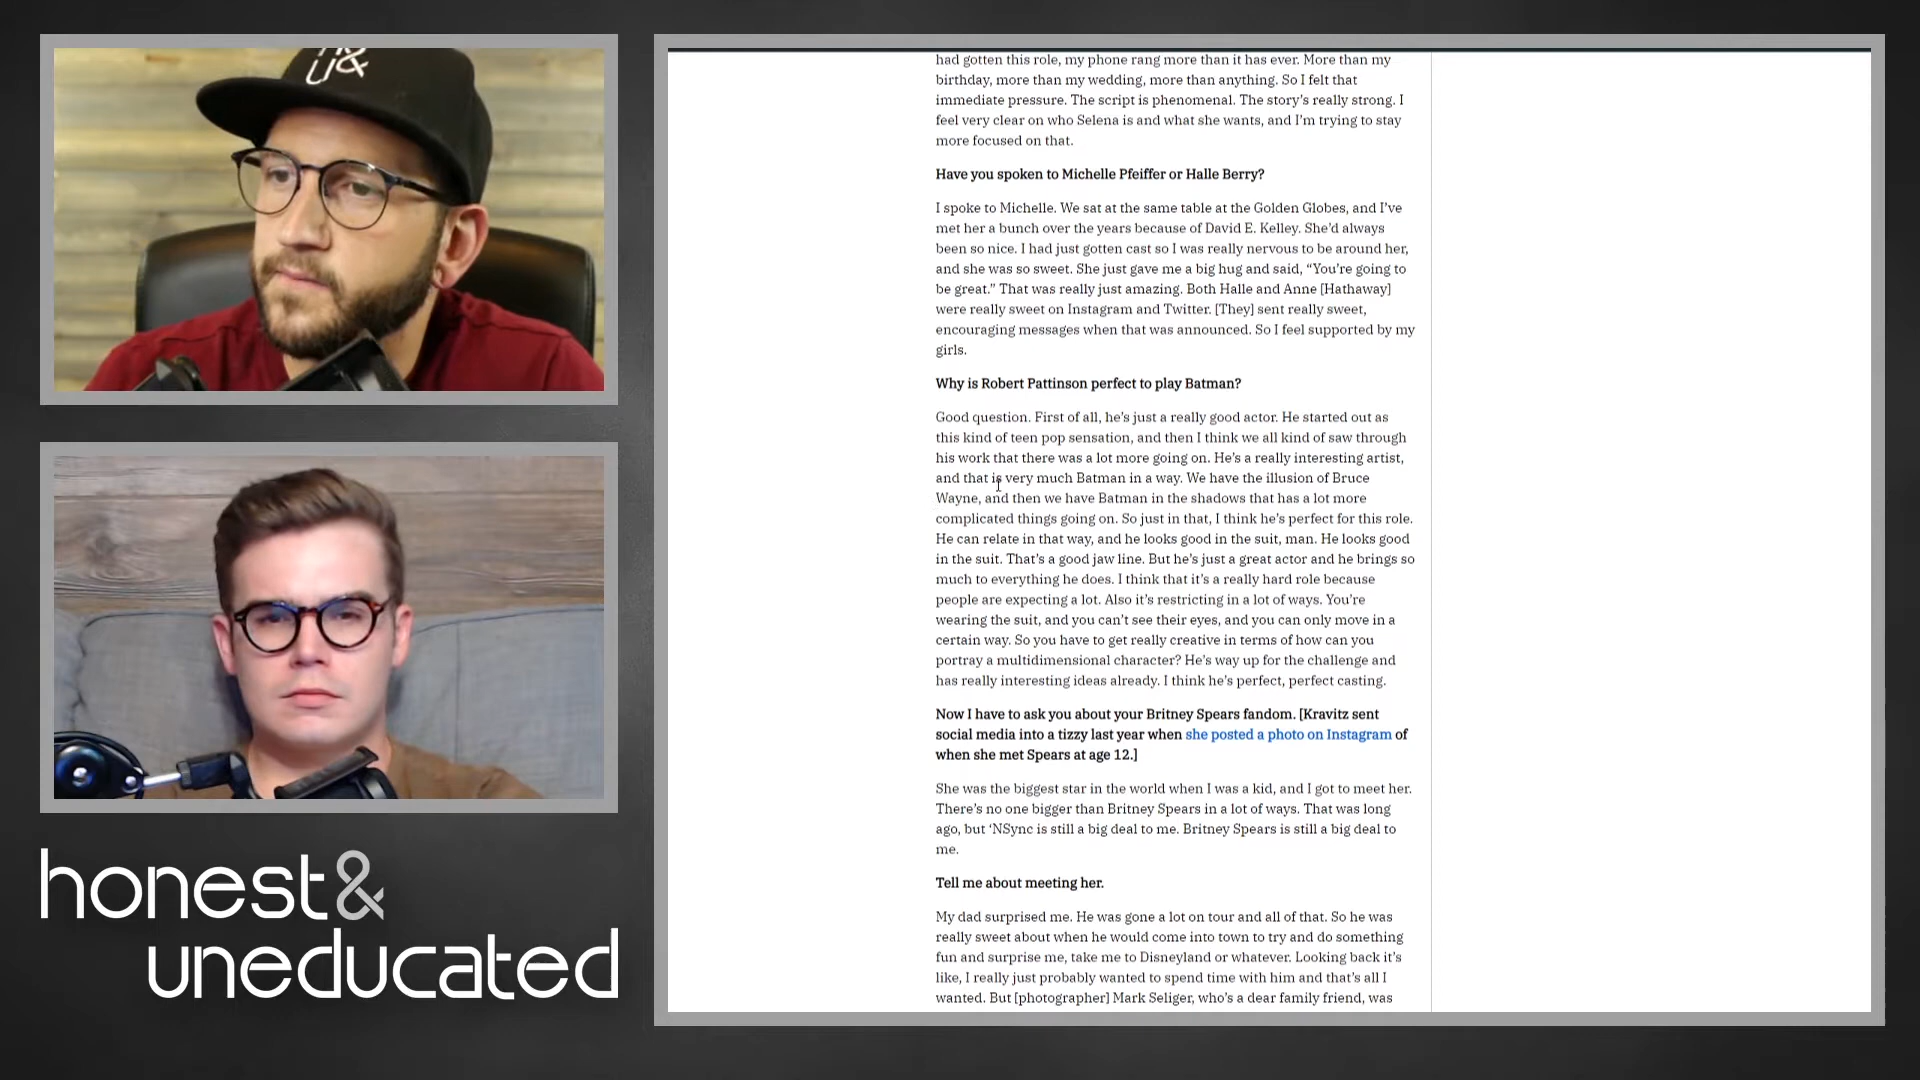 U&
honest&
uneducated
had gotten this role, my phone rang more than it has ever. More than my
birthday, more than my wedding, more than anything. So I felt that
immediate pressure. The script is phenomenal. The story’s really strong. I
feel very clear on who Selena is and what she wants, and I’m trying to stay
more focused on that.
Have you spoken to Michelle Pfeiffer or Halle Berry?
I spoke to Michelle. We sat at the same table at the Golden Globes, and I’ve
met her a bunch over the years because of David E. Kelley. She’d always
been so nice. I had just gotten cast so I was really nervous to be around her,
and she was so sweet. She just gave me a big hug and said, “You’re going to
be great.” That was really just amazing. Both Halle and Anne [Hathaway]
were really sweet on Instagram and Twitter. [They] sent really sweet,
encouraging messages when that was announced. So I feel supported by my
girls.
Why is Robert Pattinson perfect to play Batman?
Good question. First of all, he’s just a really good actor. He started out as
this kind of teen pop sensation, and then I think we all kind of saw through
his work that there was a lot more going on. He’s a really interesting artist,
and that is very much Batman in a way. We have the illusion of Bruce
Wayne, and then we have Batman in the shadows that has a lot more
complicated things going on. So just in that, I think he’s perfect for this role.
He can relate in that way, and he looks good in the suit, man. He looks good
in the suit. That’s a good jaw line. But he’s just a great actor and he brings so
much to everything he does. I think that it’s a really hard role because
people are expecting a lot. Also it’s restricting in a lot of ways. You’re
wearing the suit, and you can’t see their eyes, and you can only move in a
certain way. So you have to get really creative in terms of how can you
portray a multidimensional character? He’s way up for the challenge and
has really interesting ideas already. I think he’s perfect, perfect casting.
Now I have to ask you about your Britney Spears fandom. [Kravitz sent
social media into a tizzy last year when she posted a photo on Instagram of
when she met Spears at age 12.]
She was the biggest star in the world when I was a kid, and I got to meet her.
There’s no one bigger than Britney Spears in a lot of ways. That was long
ago, but ‘NSync is still a big deal to me. Britney Spears is still a big deal to
me.
Tell me about meeting her.
My dad surprised me. He was gone a lot on tour and all of that. So he was
really sweet about when he would come into town to try and do something
fun and surprise me, take me to Disneyland or whatever. Looking back it’s
like, I really just probably wanted to spend time with him and that’s all I
wanted. But [photographer] Mark Seliger, who’s a dear family friend, was